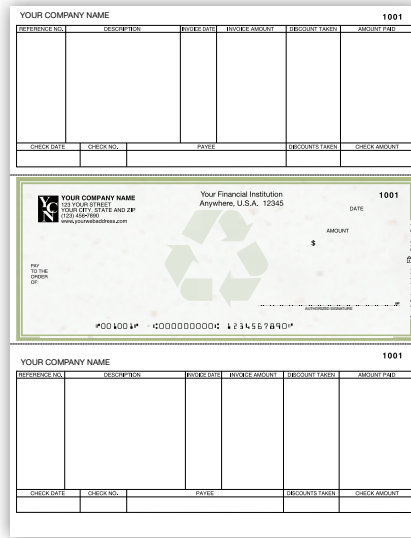 YOUR COMPANY NAME 1001
REFERENCE NO. DESCRIPTION INVOICE DATE INVOICE AMOUNT DISCOUNT TAKEN AMOUNT PAID
CHECK DATE CHECK NO. PAYEE DISCOUNTS TAKEN CHECK AMOUNT
YCN
YOUR COMPANY NAME
123 YOUR STREET
YOUR CITY, STATE AND ZIP
(123) 456-7890
www.yourwebaddress.com
Your Financial Institution
Anywhere, U.S.A. 12345
1001
DATE
AMOUNT
$
PAY
TO THE
ORDER
OF:
AUTHORIZED SIGNATURE
⑈001001⑈ ⑆000000000⑆ 1234567890⑈
YOUR COMPANY NAME 1001
REFERENCE NO. DESCRIPTION INVOICE DATE INVOICE AMOUNT DISCOUNT TAKEN AMOUNT PAID
CHECK DATE CHECK NO. PAYEE DISCOUNTS TAKEN CHECK AMOUNT